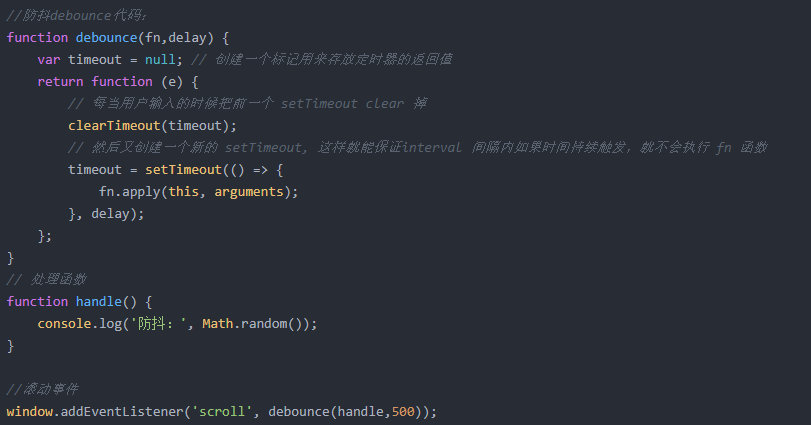 //防抖debounce代码：
function debounce(fn,delay) {
    var timeout = null; // 创建一个标记用来存放定时器的返回值
    return function (e) {
        // 每当用户输入的时候把前一个 setTimeout clear 掉
        clearTimeout(timeout);
        // 然后又创建一个新的 setTimeout, 这样就能保证interval 间隔内如果时间持续触发，就不会执行 fn 函数
        timeout = setTimeout(() => {
            fn.apply(this, arguments);
        }, delay);
    };
}
// 处理函数
function handle() {
    console.log('防抖：', Math.random());
}

//滚动事件
window.addEventListener('scroll', debounce(handle,500));